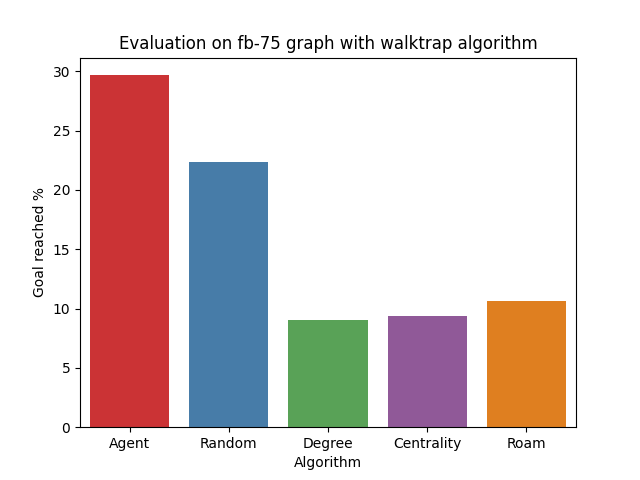 Evaluation on fb-75 graph with walktrap algorithm
30
25
20
15
10
5
0
Goal reached %
Agent Random Degree Centrality Roam
Algorithm